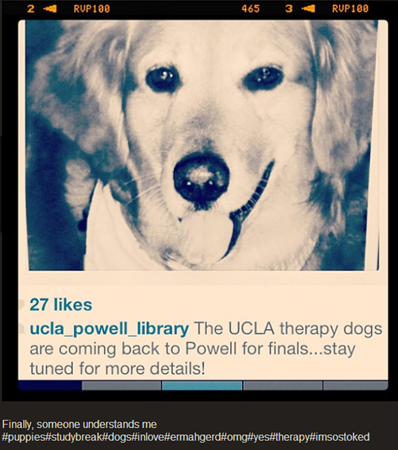 2 RVP100 465 3 RVP100
27 likes
ucla_powell_library The UCLA therapy dogs
are coming back to Powell for finals...stay
tuned for more details!
Finally, someone understands me
#puppies#studybreak#dogs#inlove#ermahgerd#omg#yes#therapy#imsostoked